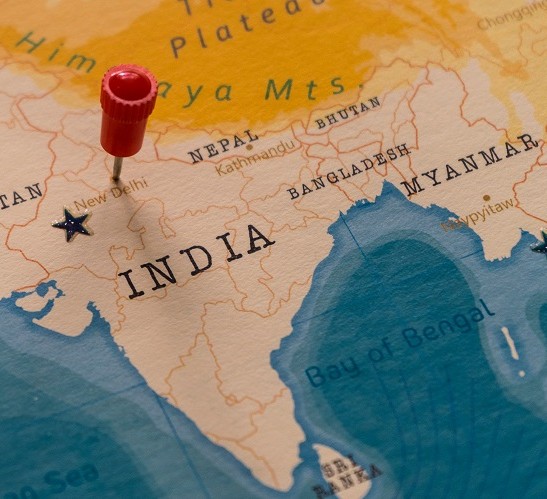 Plateau
Himalaya Mts.
Chongqing
BHUTAN
NEPAL
Kathmandu
BANGLADESH
MYANMAR
TAN
New Delhi
Naypyitaw
INDIA
Bay of Bengal
Sea
SRI
LANKA